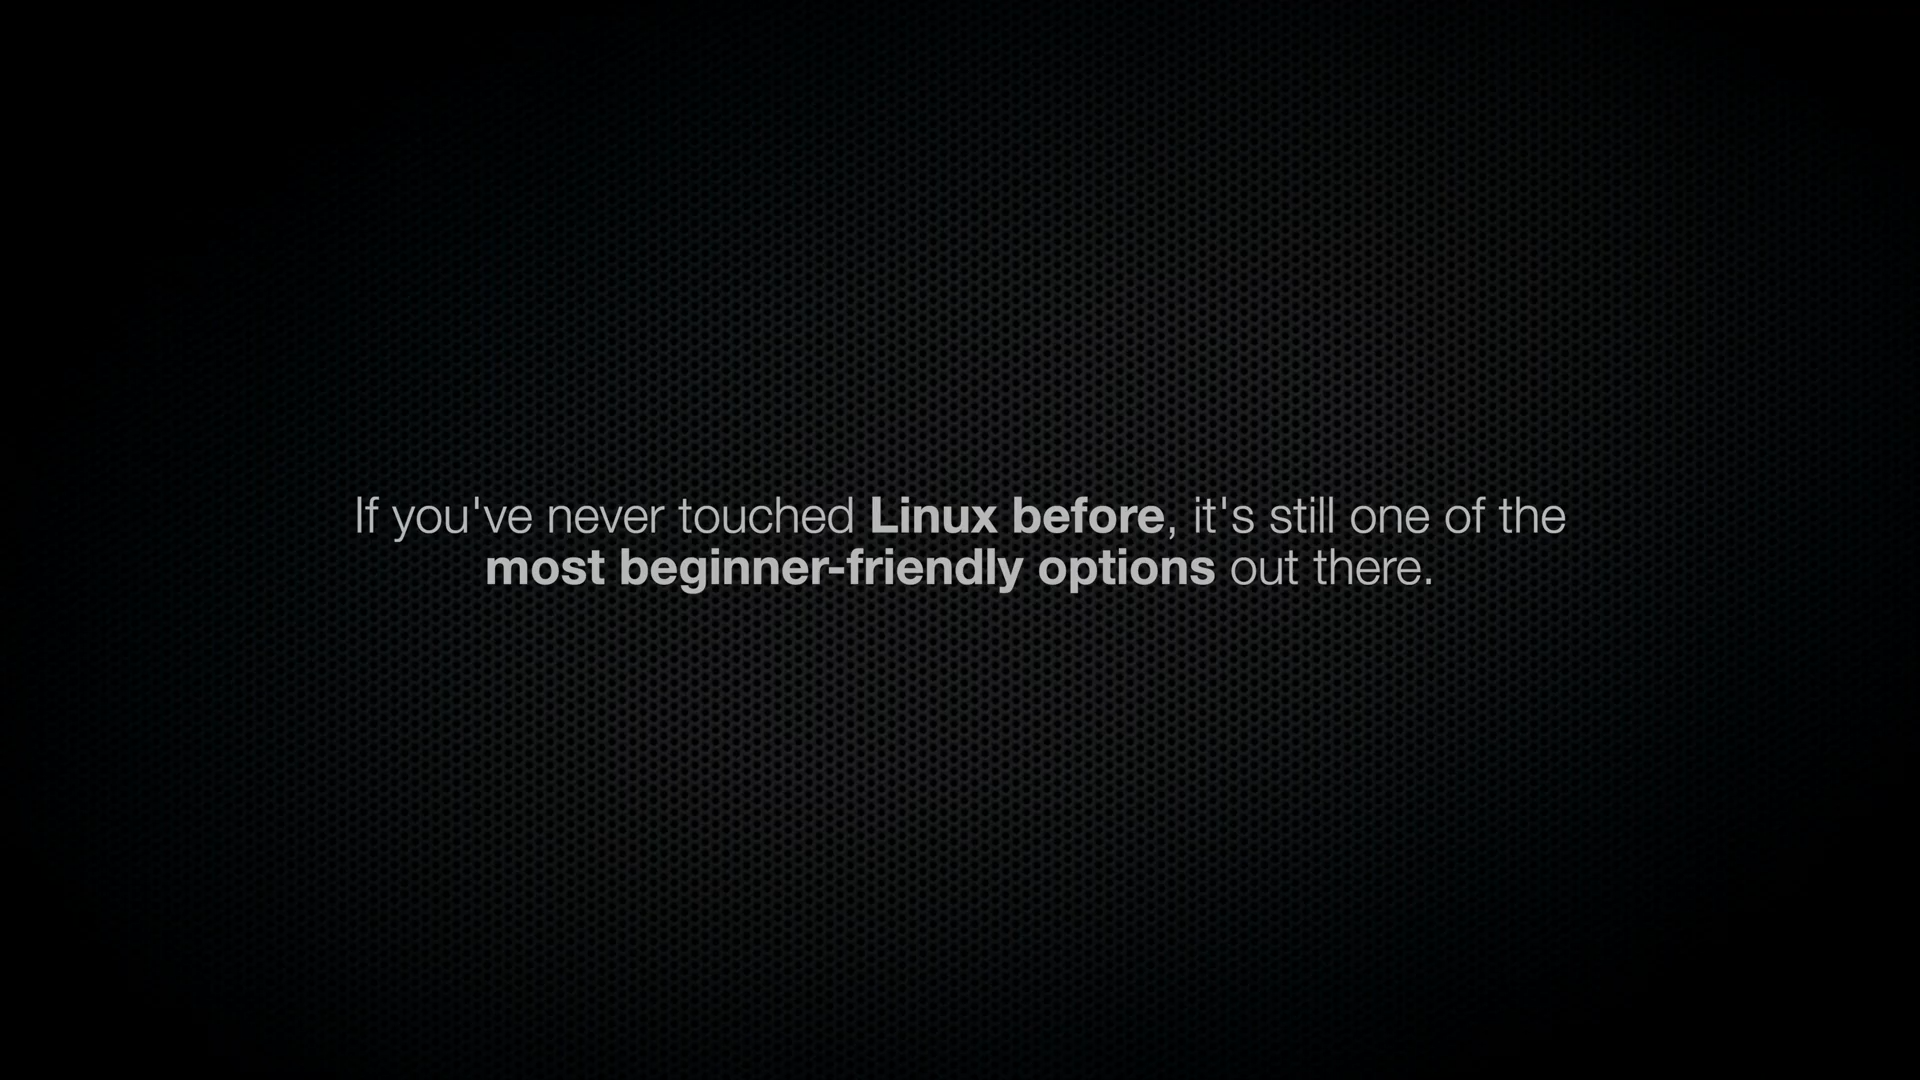 If you've never touched Linux before, it's still one of the
most beginner-friendly options out there.